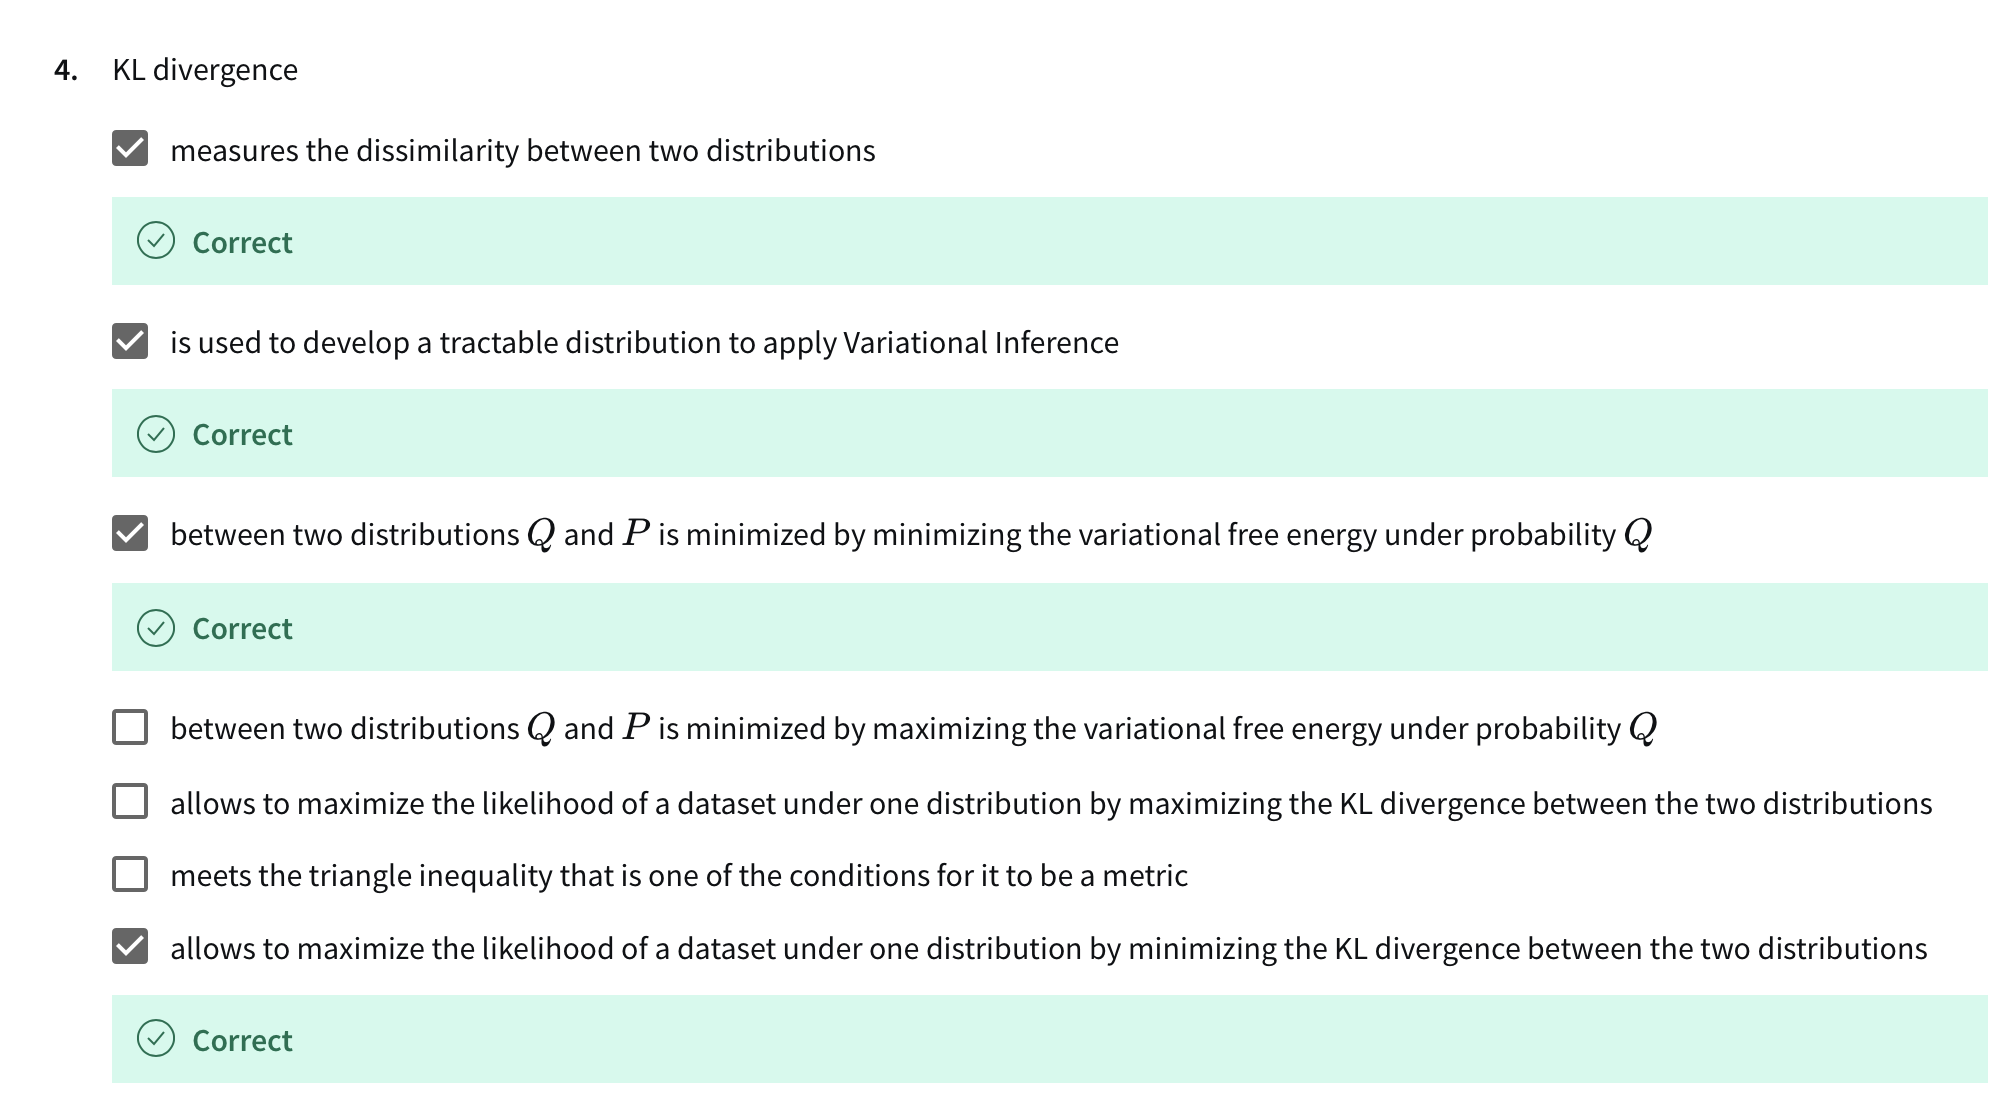 4. KL divergence
measures the dissimilarity between two distributions
Correct
is used to develop a tractable distribution to apply Variational Inference
Correct
between two distributions Q and P is minimized by minimizing the variational free energy under probability Q
Correct
between two distributions Q and P is minimized by maximizing the variational free energy under probability Q
allows to maximize the likelihood of a dataset under one distribution by maximizing the KL divergence between the two distributions
meets the triangle inequality that is one of the conditions for it to be a metric
allows to maximize the likelihood of a dataset under one distribution by minimizing the KL divergence between the two distributions
Correct